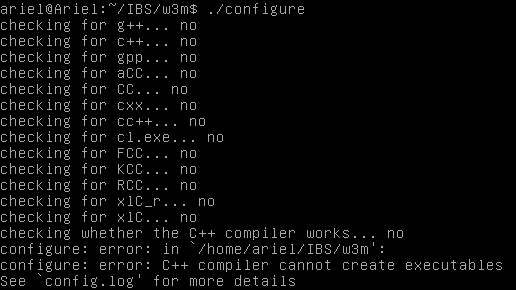 ariel@Ariel:~/IBS/w3m$ ./configure
checking for g++... no
checking for c++... no
checking for gpp... no
checking for aCC... no
checking for CC... no
checking for cxx... no
checking for cc++... no
checking for cl.exe... no
checking for FCC... no
checking for KCC... no
checking for RCC... no
checking for xlC_r... no
checking for xlC... no
checking whether the C++ compiler works... no
configure: error: in `/home/ariel/IBS/w3m':
configure: error: C++ compiler cannot create executables
See `config.log' for more details